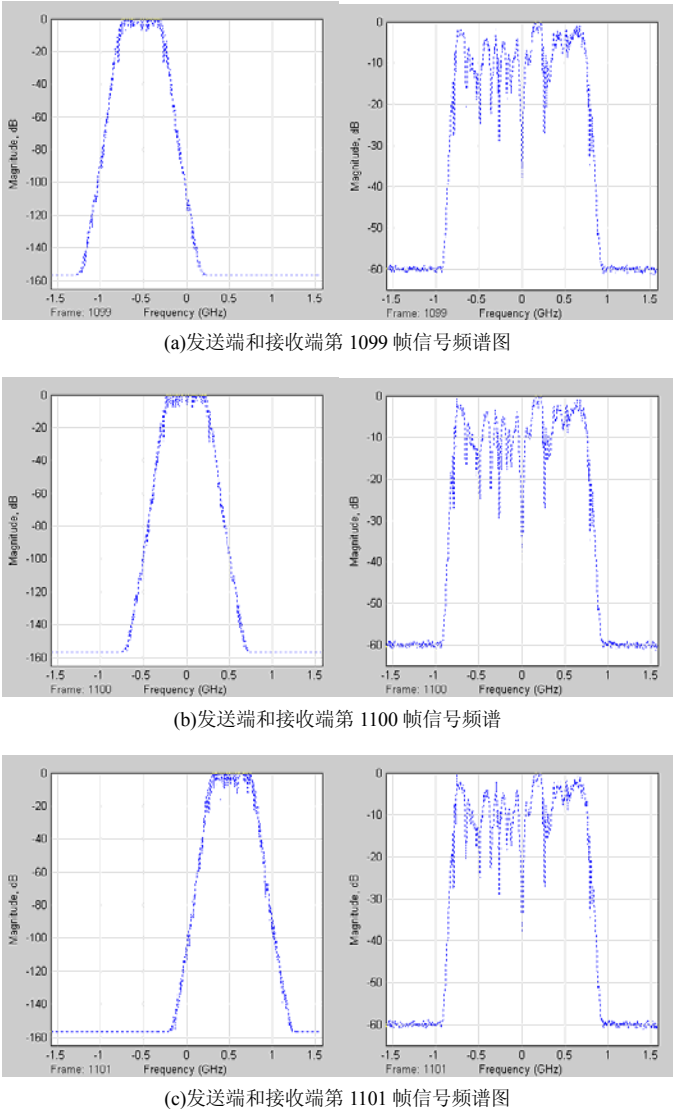 0
-20
-40
-60
-80
-100
-120
-140
-160
Magnitude, dB
-1.5 -1 -0.5 0 0.5 1 1.5
Frame: 1099 Frequency (GHz)
0
-10
-20
-30
-40
-50
-60
Magnitude, dB
-1.5 -1 -0.5 0 0.5 1 1.5
Frame: 1099 Frequency (GHz)
(a)发送端和接收端第 1099 帧信号频谱图
0
-20
-40
-60
-80
-100
-120
-140
-160
Magnitude, dB
-1.5 -1 -0.5 0 0.5 1 1.5
Frame: 1100 Frequency (GHz)
0
-10
-20
-30
-40
-50
-60
Magnitude, dB
-1.5 -1 -0.5 0 0.5 1 1.5
Frame: 1100 Frequency (GHz)
(b)发送端和接收端第 1100 帧信号频谱
0
-20
-40
-60
-80
-100
-120
-140
-160
Magnitude, dB
-1.5 -1 -0.5 0 0.5 1 1.5
Frame: 1101 Frequency (GHz)
0
-10
-20
-30
-40
-50
-60
Magnitude, dB
-1.5 -1 -0.5 0 0.5 1 1.5
Frame: 1101 Frequency (GHz)
(c)发送端和接收端第 1101 帧信号频谱图